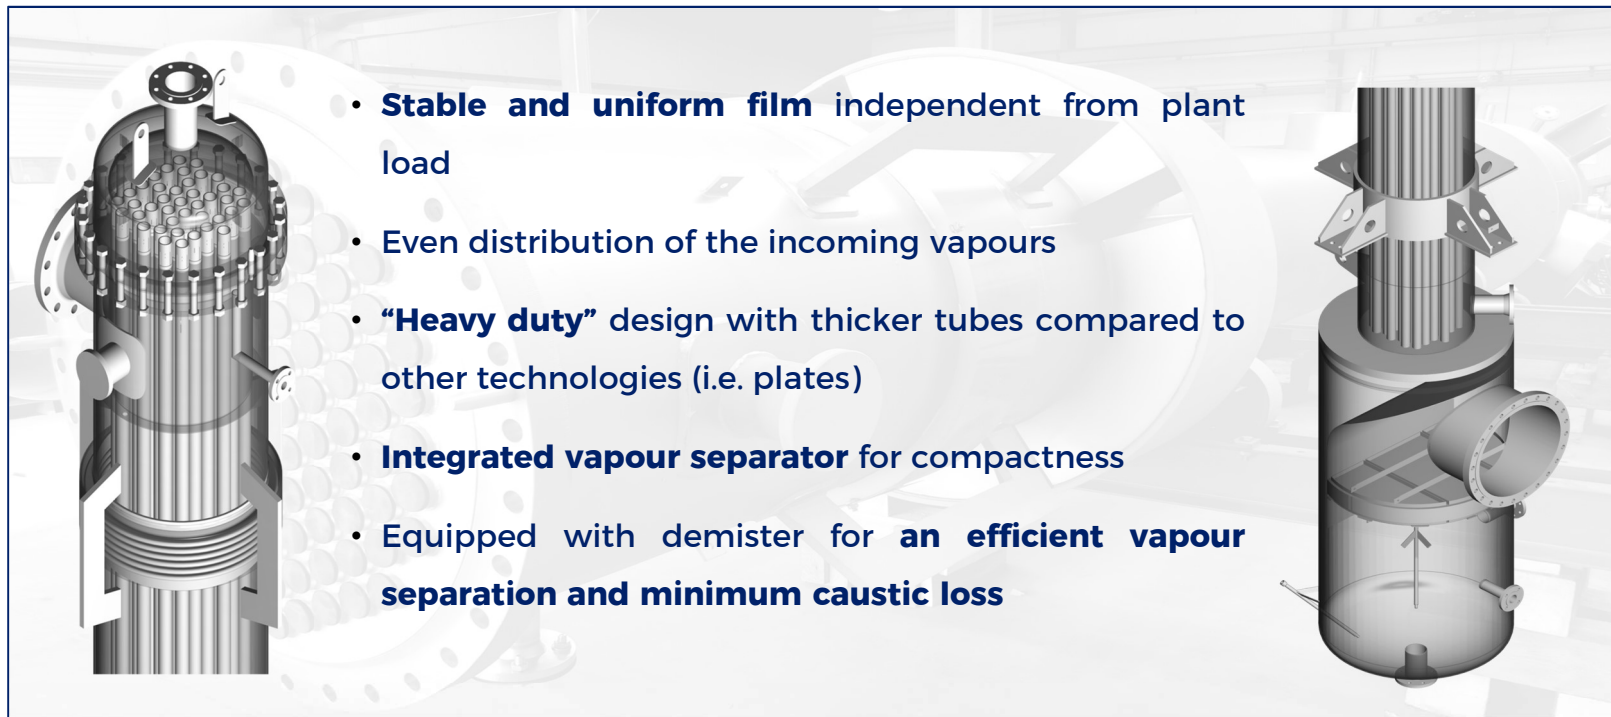 • Stable and uniform film independent from plant
load
• Even distribution of the incoming vapours
• “Heavy duty” design with thicker tubes compared to
other technologies (i.e. plates)
• Integrated vapour separator for compactness
• Equipped with demister for an efficient vapour
separation and minimum caustic loss